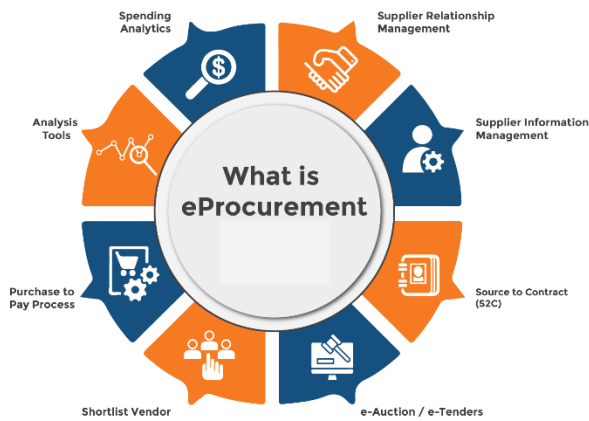 What is
eProcurement
Supplier Relationship
Management
Supplier Information
Management
Source to Contract
(S2C)
e-Auction / e-Tenders
Shortlist Vendor
Purchase to
Pay Process
Analysis
Tools
Spending
Analytics
$